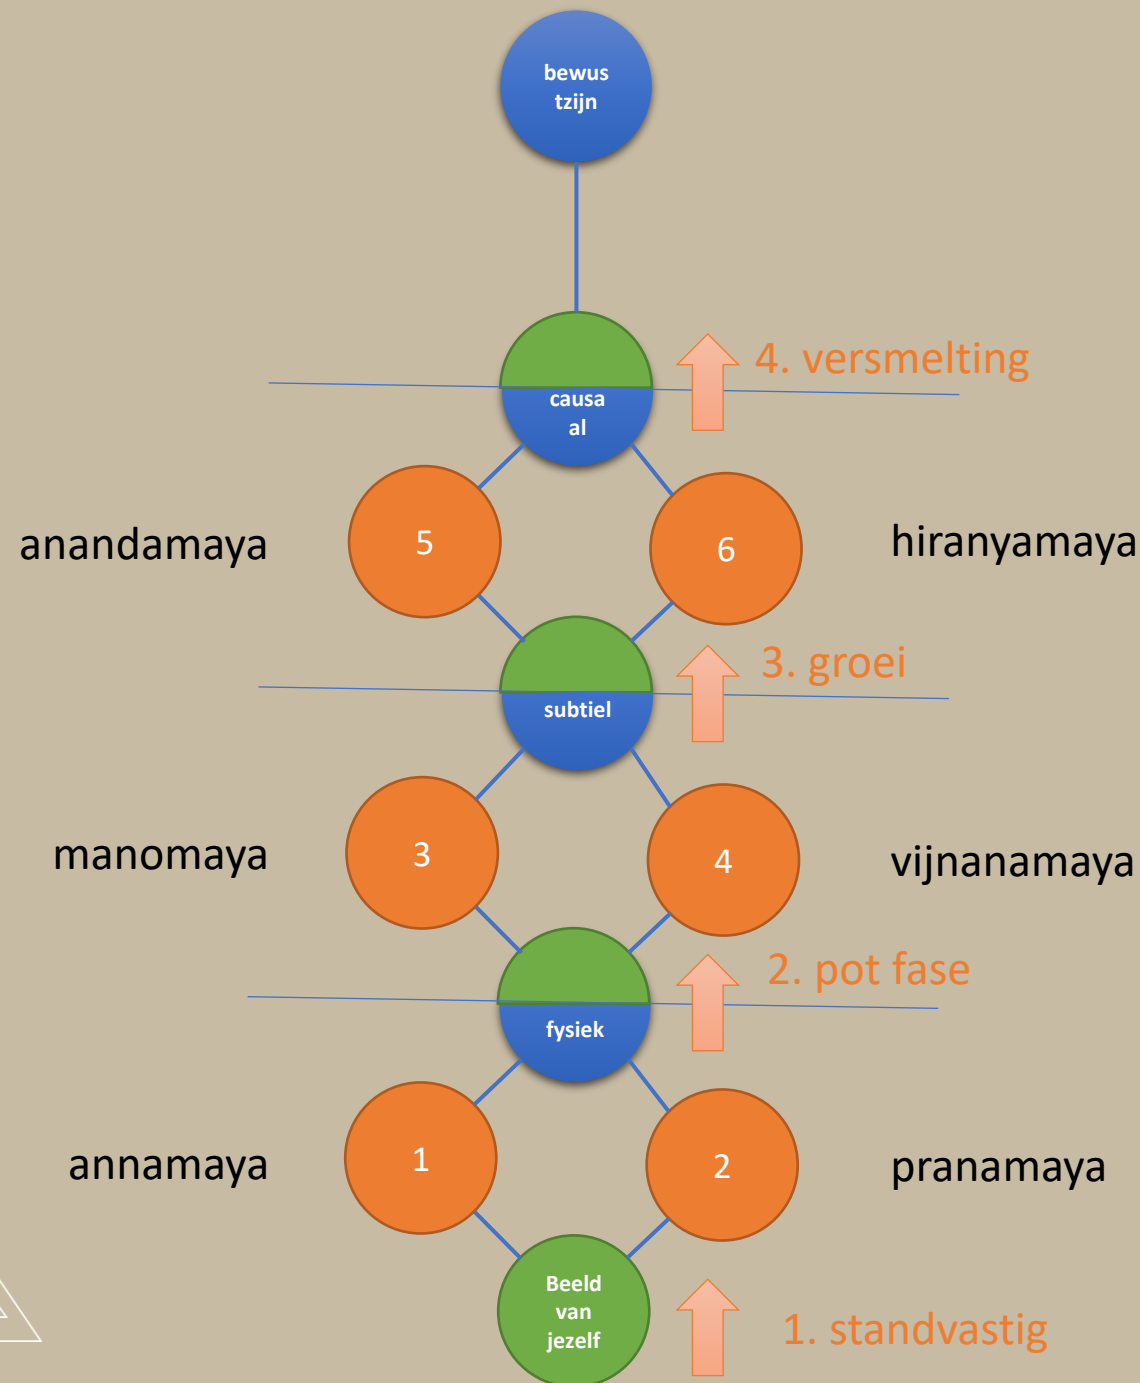 bewus
tzijn
4. versmelting
causa
al
anandamaya
5
6
hiranyamaya
3. groei
subtiel
manomaya
3
4
vijnanamaya
2. pot fase
fysiek
annamaya
1
2
pranamaya
Beeld
van
jezelf
1. standvastig